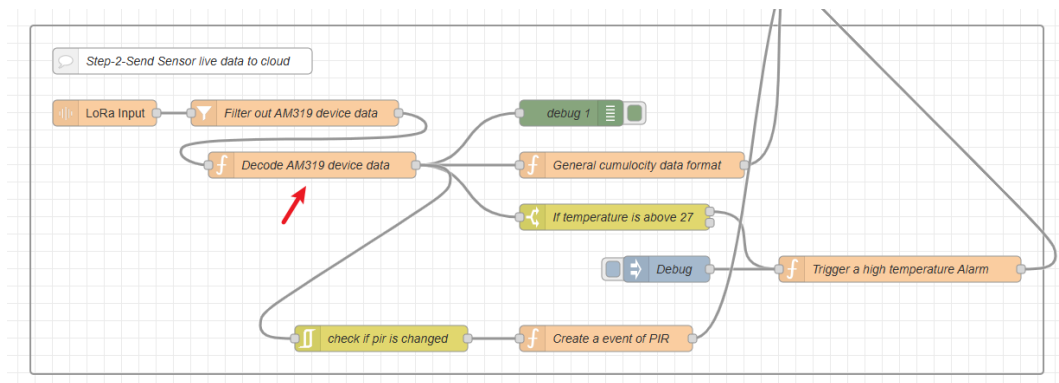 Step-2-Send Sensor live data to cloud
LoRa Input
Filter out AM319 device data
debug 1
Decode AM319 device data
General cumulocity data format
If temperature is above 27
Debug
Trigger a high temperature Alarm
check if pir is changed
Create a event of PIR